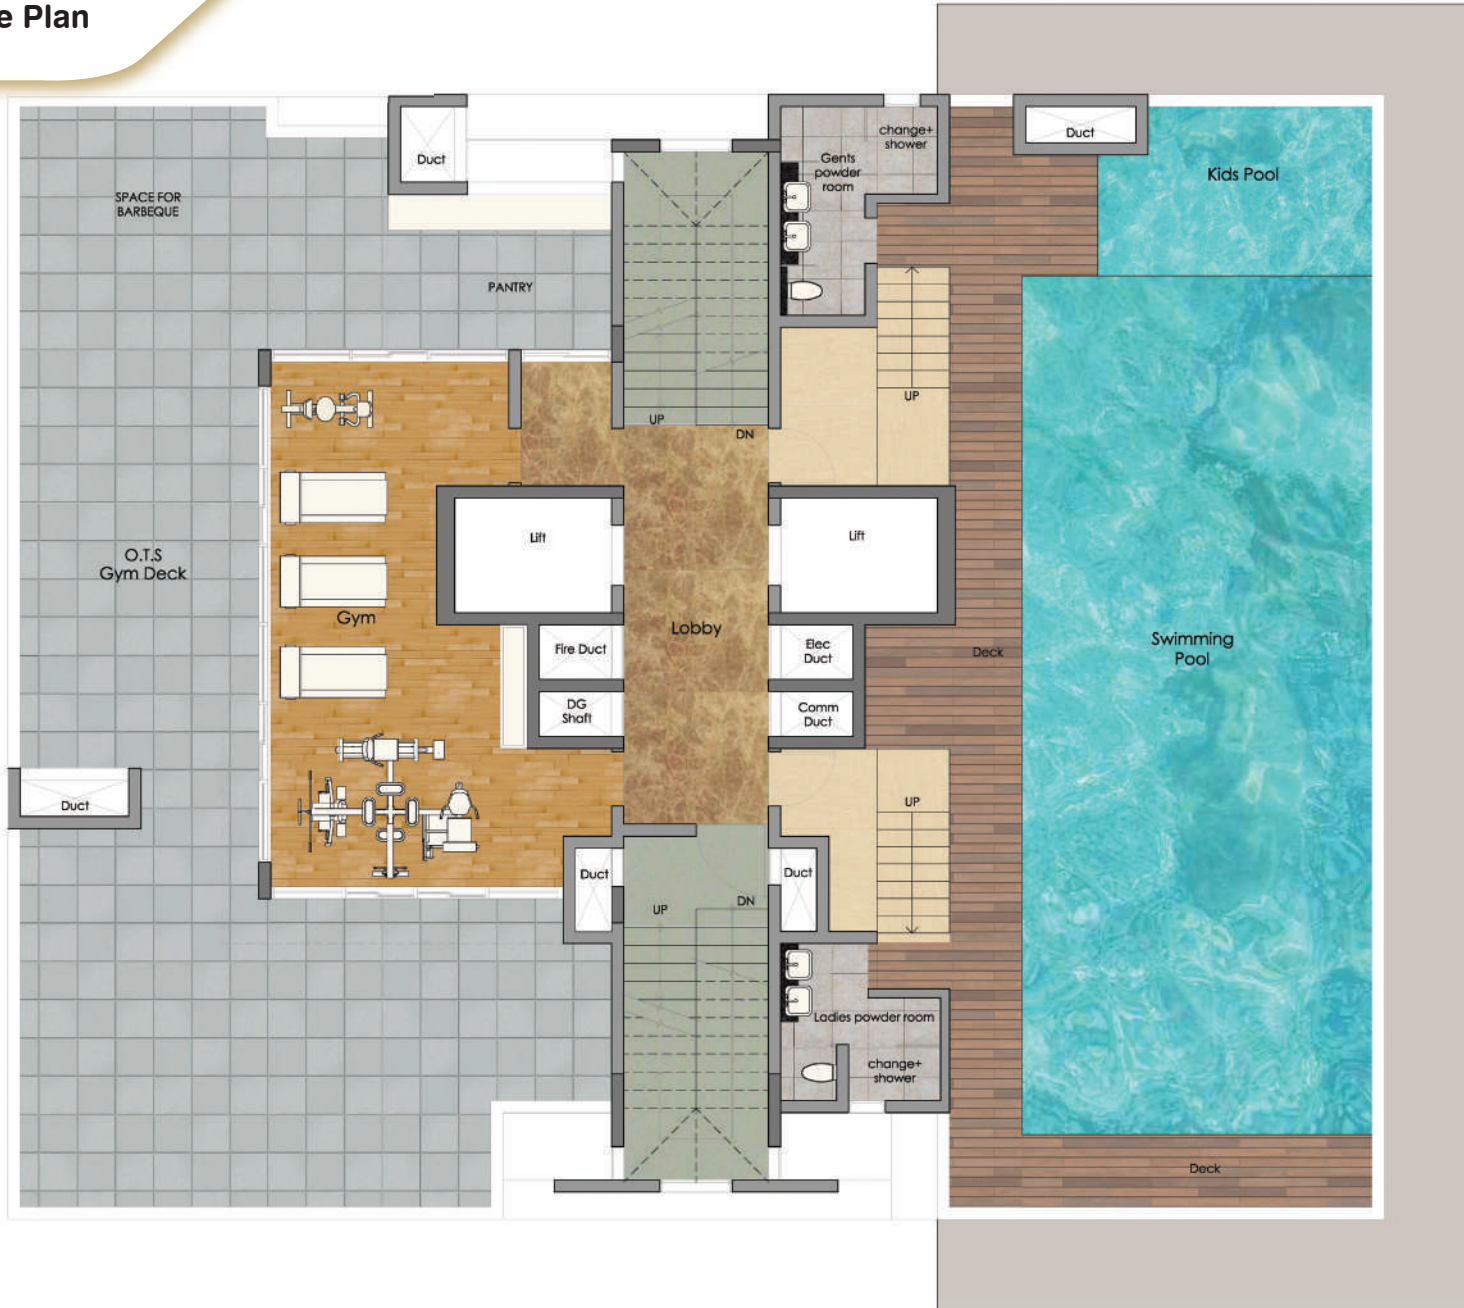 e Plan
Duct
change+
shower
Gents
powder
room
Duct
Kids Pool
SPACE FOR
BARBEQUE
PANTRY
UP
UP
DN
Lift
Lift
O.T.S
Gym Deck
Gym
Lobby
Fire Duct
Elec
Duct
Deck
Swimming
Pool
DG
Shaft
Comm
Duct
Duct
UP
Duct
Duct
UP
DN
Ladies powder room
change+
shower
Deck